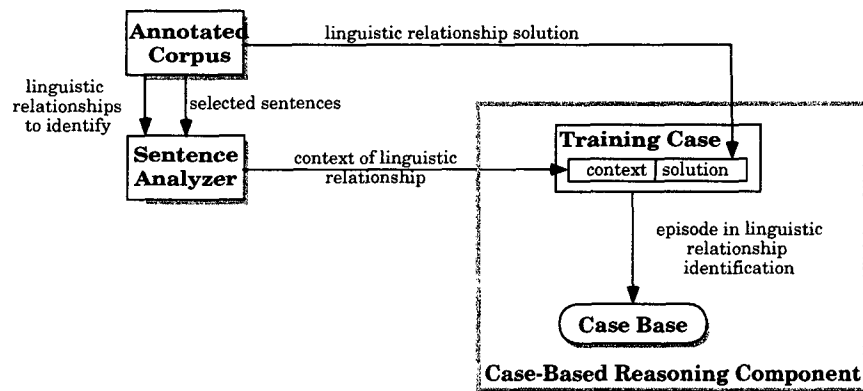 Annotated
Corpus
linguistic relationship solution
linguistic
relationships
to identify
selected sentences
Sentence
Analyzer
context of linguistic
relationship
Training Case
context solution
episode in linguistic
relationship
identification
Case Base
Case-Based Reasoning Component